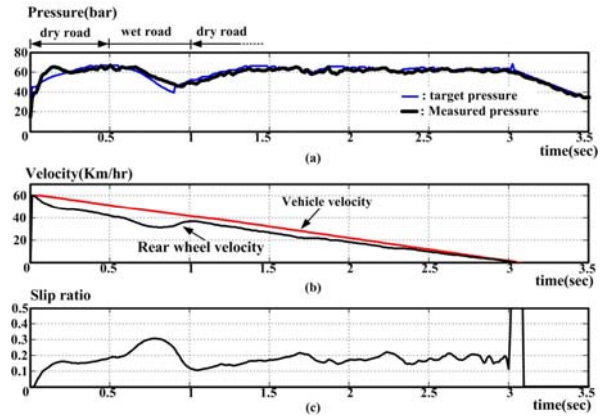 Pressure(bar)
dry road wet road dry road
80
60
40
20
0
: target pressure
: Measured pressure
0 0.5 1 1.5 2 2.5 3 3.5
(a)
time(sec)
Velocity(Km/hr)
60
40
20
0
Vehicle velocity
Rear wheel velocity
0 0.5 1 1.5 2 2.5 3 3.5
(b)
time(sec)
Slip ratio
0.5
0.4
0.3
0.2
0.1
0
0 0.5 1 1.5 2 2.5 3 3.5
(c)
time(sec)